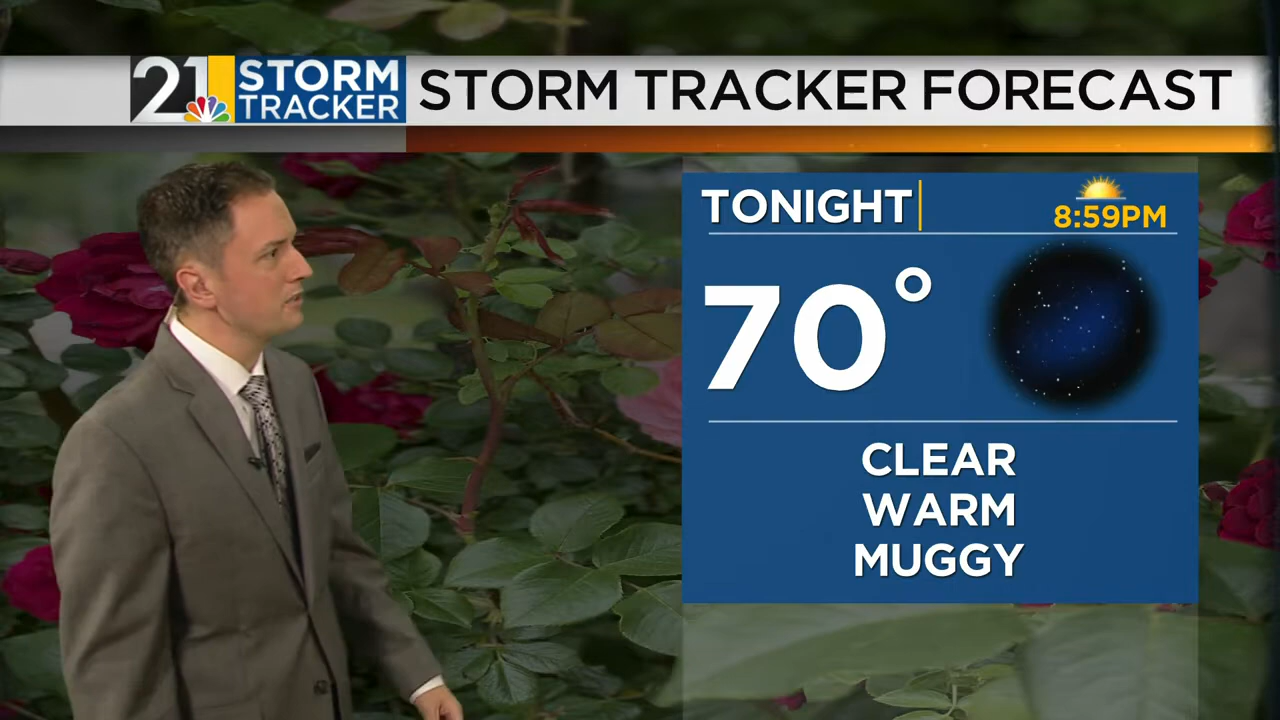 21 STORM TRACKER
STORM TRACKER FORECAST
TONIGHT
8:59PM
70°
CLEAR
WARM
MUGGY